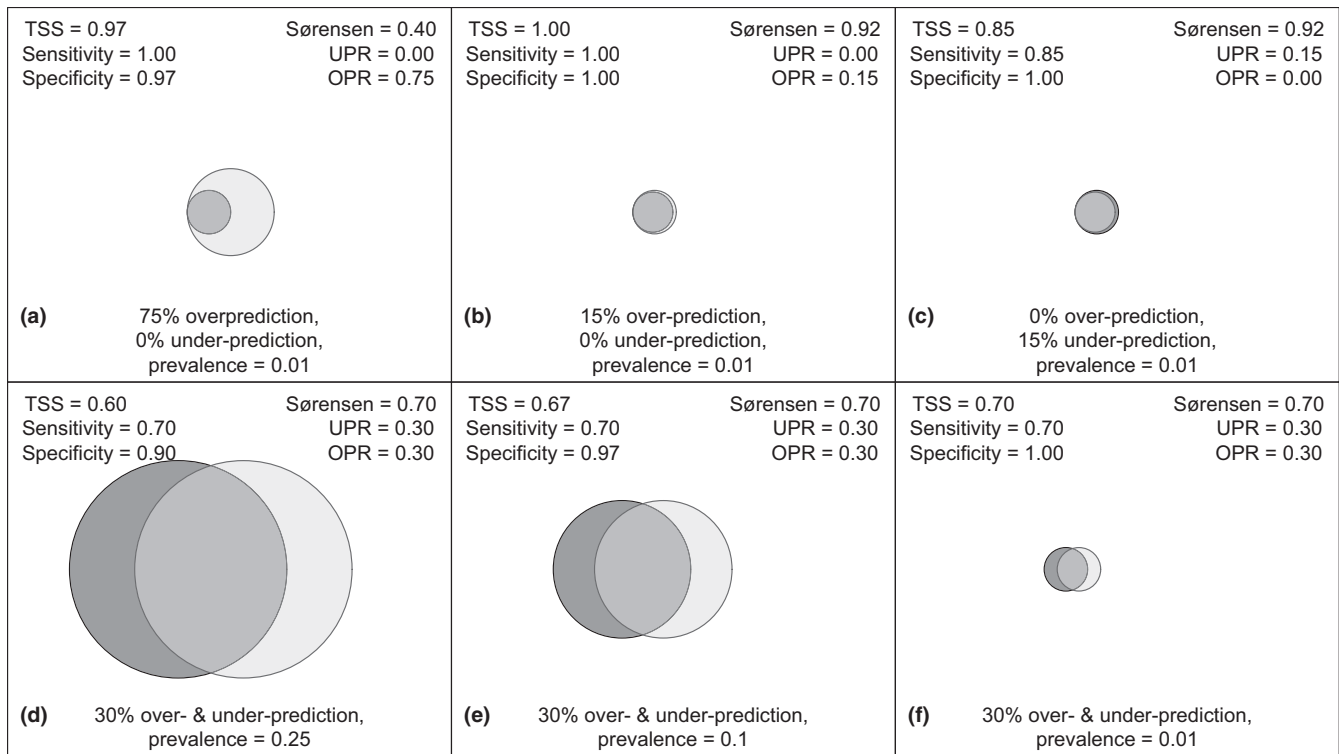 TSS = 0.97 Sørensen = 0.40
Sensitivity = 1.00 UPR = 0.00
Specificity = 0.97 OPR = 0.75
(a) 75% overprediction,
0% under-prediction,
prevalence = 0.01
TSS = 1.00 Sørensen = 0.92
Sensitivity = 1.00 UPR = 0.00
Specificity = 1.00 OPR = 0.15
(b) 15% over-prediction,
0% under-prediction,
prevalence = 0.01
TSS = 0.85 Sørensen = 0.92
Sensitivity = 0.85 UPR = 0.15
Specificity = 1.00 OPR = 0.00
(c) 0% over-prediction,
15% under-prediction,
prevalence = 0.01
TSS = 0.60 Sørensen = 0.70
Sensitivity = 0.70 UPR = 0.30
Specificity = 0.90 OPR = 0.30
(d) 30% over- & under-prediction,
prevalence = 0.25
TSS = 0.67 Sørensen = 0.70
Sensitivity = 0.70 UPR = 0.30
Specificity = 0.97 OPR = 0.30
(e) 30% over- & under-prediction,
prevalence = 0.1
TSS = 0.70 Sørensen = 0.70
Sensitivity = 0.70 UPR = 0.30
Specificity = 1.00 OPR = 0.30
(f) 30% over- & under-prediction,
prevalence = 0.01